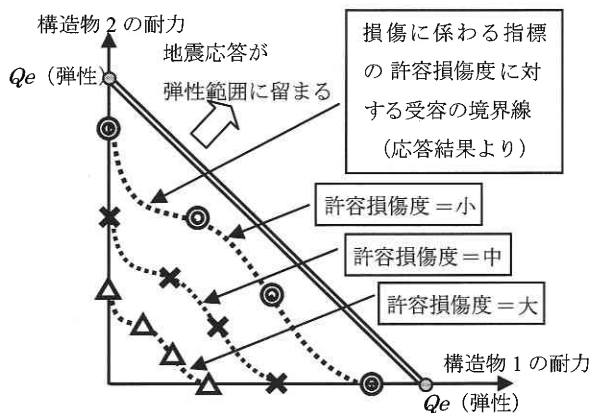 構造物2の耐力
Qe（弾性）
地震応答が
弾性範囲に留まる
損傷に係わる指標
の許容損傷度に対
する受容の境界線
（応答結果より）
許容損傷度＝小
許容損傷度＝中
許容損傷度＝大
構造物1の耐力
Qe（弾性）